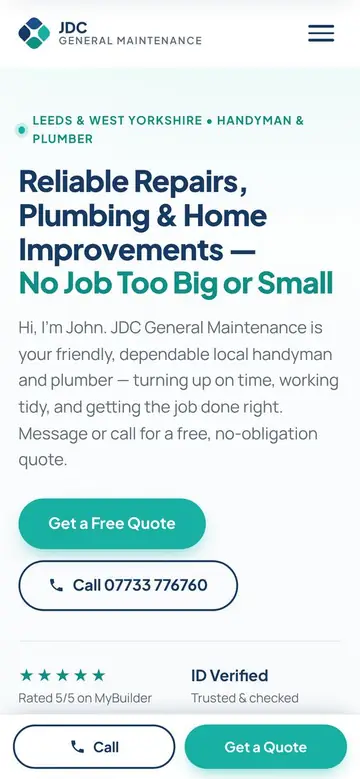 JDC
GENERAL MAINTENANCE
LEEDS & WEST YORKSHIRE • HANDYMAN &
PLUMBER
Reliable Repairs,
Plumbing & Home
Improvements —
No Job Too Big or Small
Hi, I'm John. JDC General Maintenance is
your friendly, dependable local handyman
and plumber — turning up on time, working
tidy, and getting the job done right.
Message or call for a free, no-obligation
quote.
Get a Free Quote
Call 07733 776760
★★★★★ ID Verified
Rated 5/5 on MyBuilder Trusted & checked
Call Get a Quote